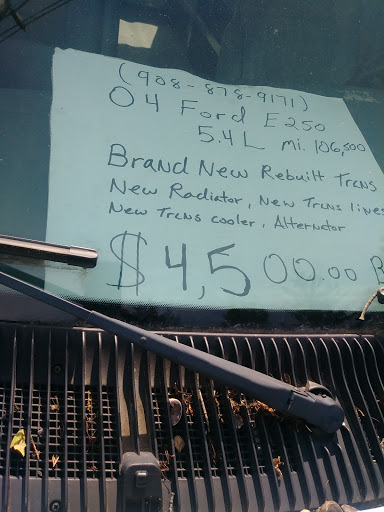 (908-878-9171)
04 Ford E250
5.4L Mi. 106,500
Brand New Rebuilt Trans
New Radiator, New Trans lines
New Trans cooler, Alternator
$4,500.00